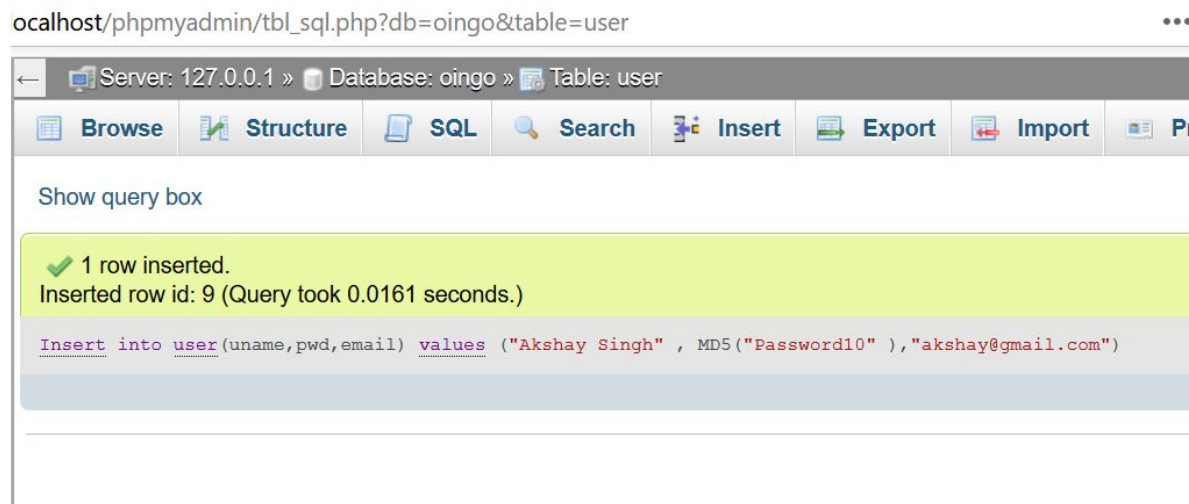 ocalhost/phpmyadmin/tbl_sql.php?db=oingo&table=user
Server: 127.0.0.1 » Database: oingo » Table: user
Browse Structure SQL Search Insert Export Import
Show query box
1 row inserted.
Inserted row id: 9 (Query took 0.0161 seconds.)
Insert into user(uname,pwd,email) values ("Akshay Singh" , MD5("Password10" ),"akshay@gmail.com")